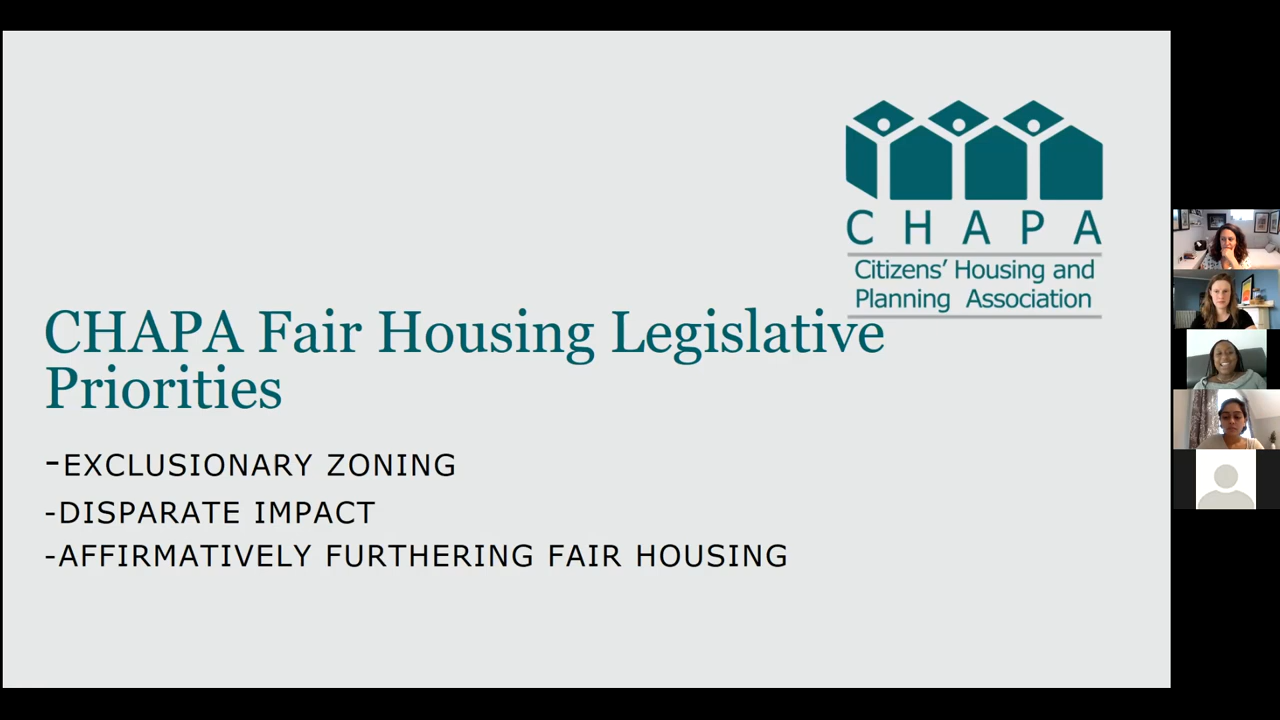 CHAPA
Citizens' Housing and
Planning Association
CHAPA Fair Housing Legislative
Priorities
-EXCLUSIONARY ZONING
-DISPARATE IMPACT
-AFFIRMATIVELY FURTHERING FAIR HOUSING